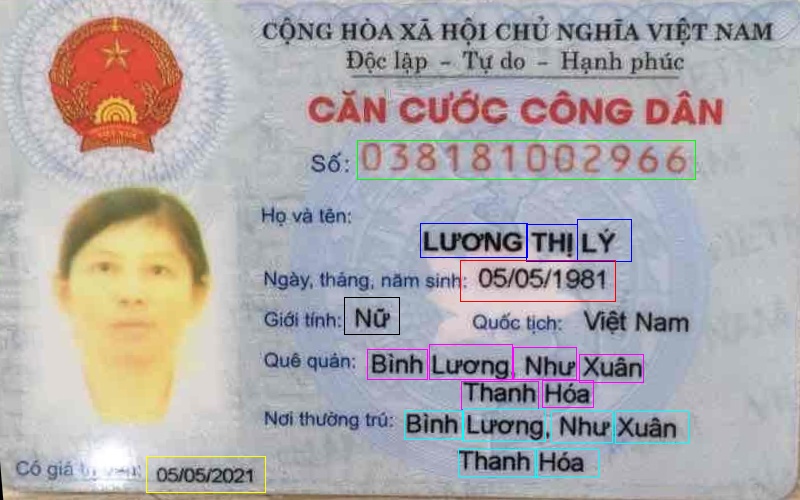 CỘNG HÒA XÃ HỘI CHỦ NGHĨA VIỆT NAM
Độc lập - Tự do - Hạnh phúc
CĂN CƯỚC CÔNG DÂN
Số: 038181002966
Họ và tên:
LƯƠNG THỊ LÝ
Ngày, tháng, năm sinh: 05/05/1981
Giới tính: Nữ Quốc tịch: Việt Nam
Quê quán: Bình Lương, Như Xuân
Thanh Hóa
Nơi thường trú: Bình Lương, Như Xuân
Thanh Hóa
Có giá trị 05/05/2021